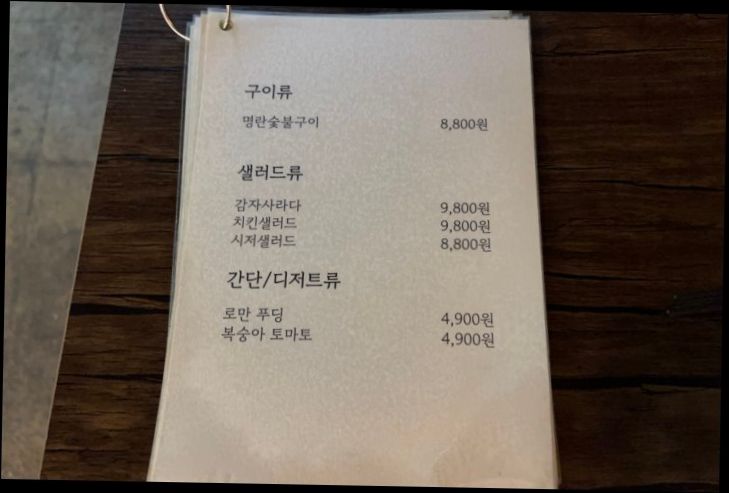 구이류
명란숯불구이 8,800원
샐러드류
감자사라다 9,800원
치킨샐러드 9,800원
시저샐러드 8,800원
간단/디저트류
로만 푸딩 4,900원
복숭아 토마토 4,900원